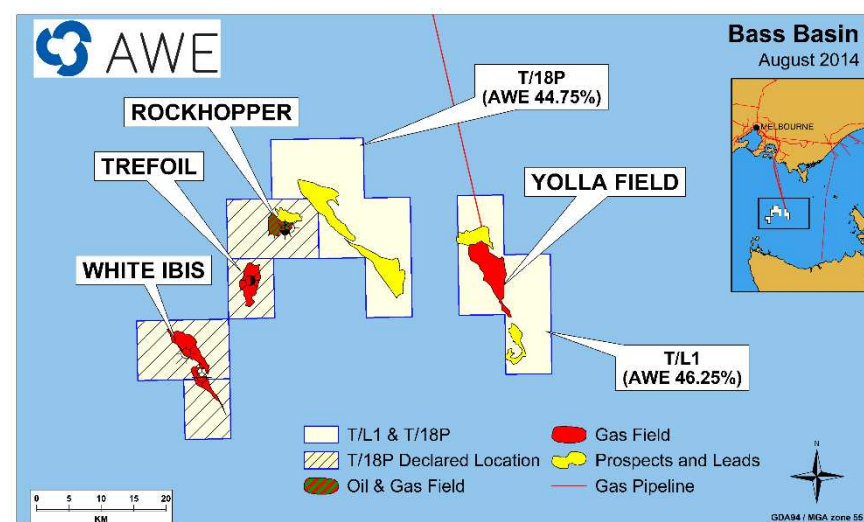 AWE
Bass Basin
August 2014
T/18P
(AWE 44.75%)
ROCKHOPPER
MELBOURNE
TREFOIL
YOLLA FIELD
WHITE IBIS
T/L1
(AWE 46.25%)
T/L1 & T/18P
Gas Field
T/18P Declared Location
Prospects and Leads
Oil & Gas Field
Gas Pipeline
N
0 5 10 15 20
KM
GDA94 / MGA zone 55